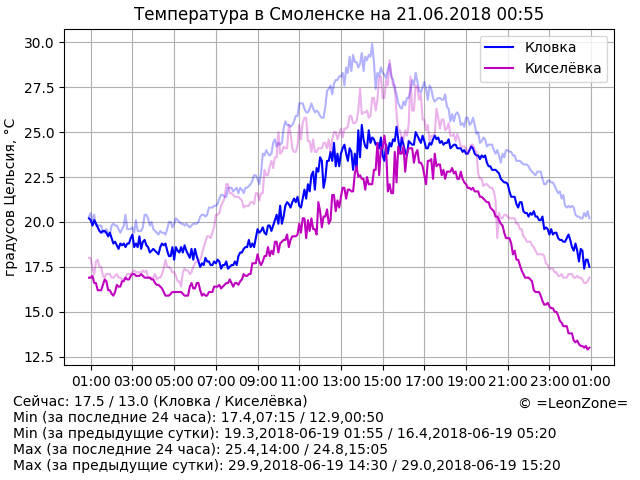 Температура в Смоленске на 21.06.2018 00:55
30.0
27.5
25.0
22.5
20.0
17.5
15.0
12.5
градусов Цельсия, °C
Кловка
Киселёвка
01:00 03:00 05:00 07:00 09:00 11:00 13:00 15:00 17:00 19:00 21:00 23:00 01:00
Сейчас: 17.5 / 13.0 (Кловка / Киселёвка)
© =LeonZone=
Min (за последние 24 часа): 17.4,07:15 / 12.9,00:50
Min (за предыдущие сутки): 19.3,2018-06-19 01:55 / 16.4,2018-06-19 05:20
Max (за последние 24 часа): 25.4,14:00 / 24.8,15:05
Max (за предыдущие сутки): 29.9,2018-06-19 14:30 / 29.0,2018-06-19 15:20